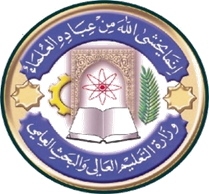 إنما يخشى الله من عباده العلماء
وزارة التعليم العالي والبحث العلمي